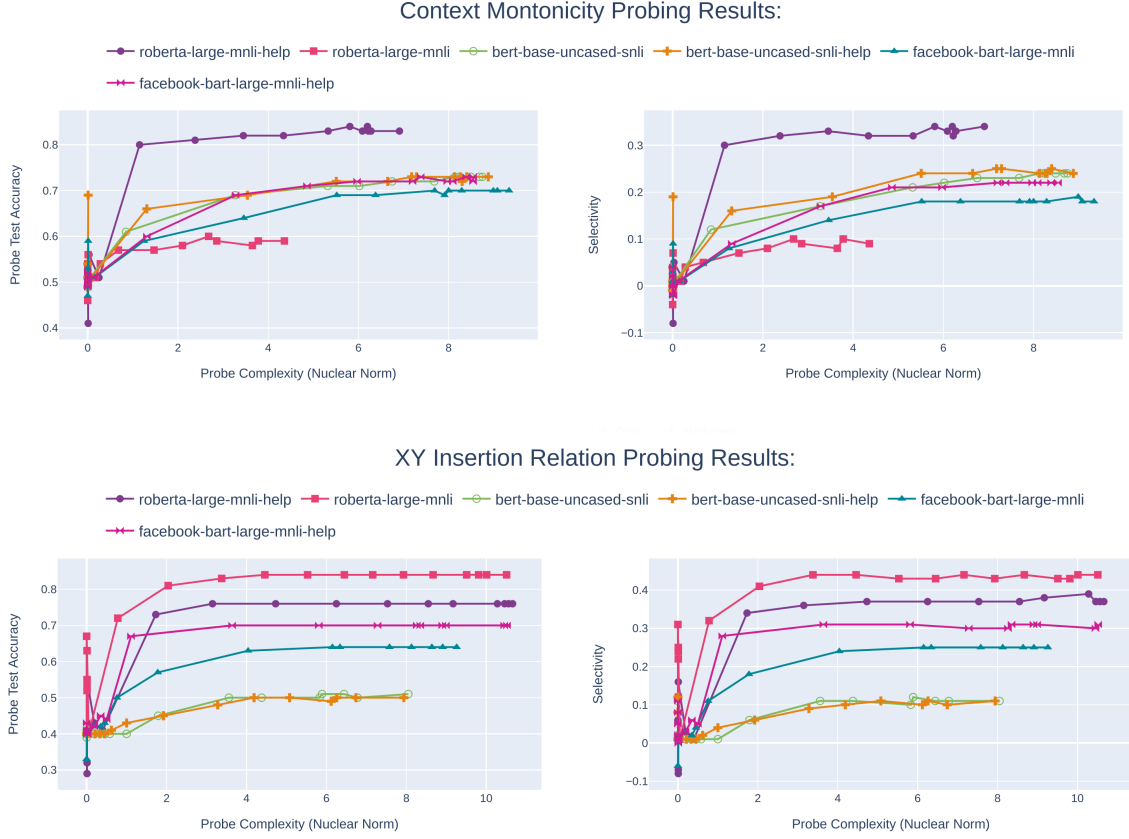 Context Montonicity Probing Results:
roberta-large-mnli-help roberta-large-mnli bert-base-uncased-snli bert-base-uncased-snli-help facebook-bart-large-mnli
facebook-bart-large-mnli-help
0.8
0.7
0.6
0.5
0.4
Probe Test Accuracy
0 2 4 6 8
Probe Complexity (Nuclear Norm)
0.3
0.2
0.1
0
−0.1
Selectivity
0 2 4 6 8
Probe Complexity (Nuclear Norm)
XY Insertion Relation Probing Results:
roberta-large-mnli-help roberta-large-mnli bert-base-uncased-snli bert-base-uncased-snli-help facebook-bart-large-mnli
facebook-bart-large-mnli-help
0.8
0.7
0.6
0.5
0.4
0.3
Probe Test Accuracy
0 2 4 6 8 10
Probe Complexity (Nuclear Norm)
0.4
0.3
0.2
0.1
0
−0.1
Selectivity
0 2 4 6 8 10
Probe Complexity (Nuclear Norm)